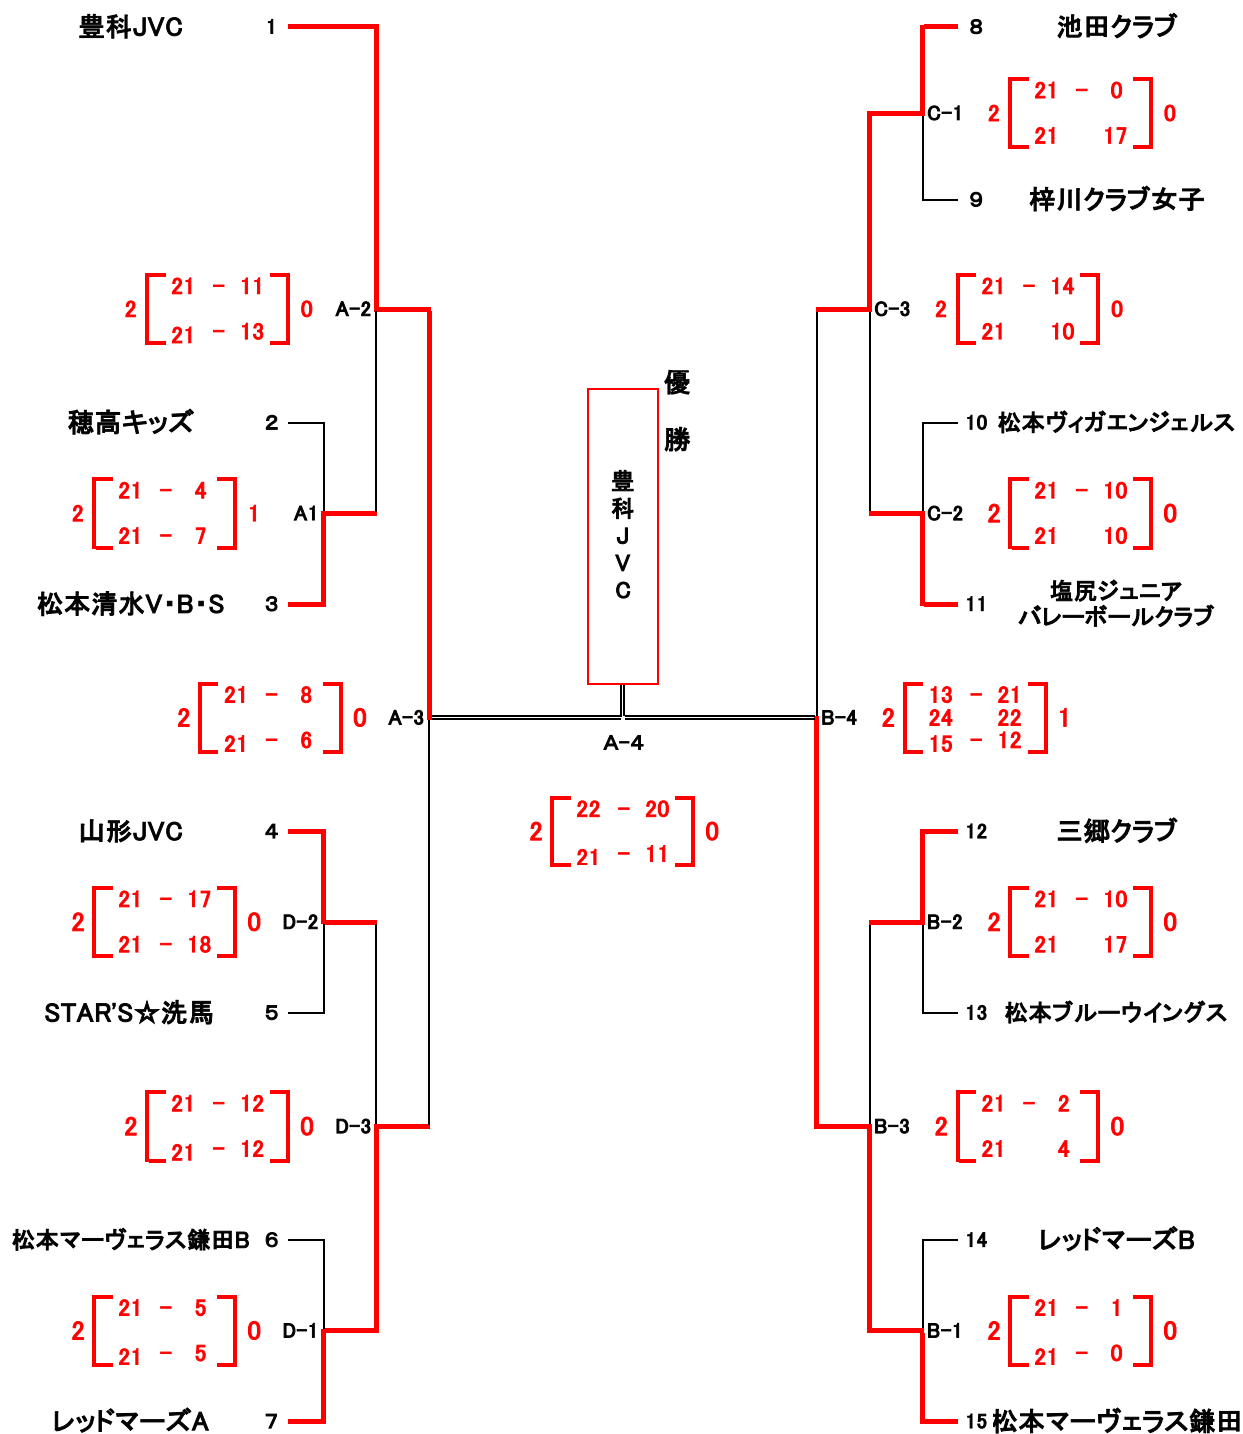 豊科JVC 1
8 池田クラブ
C-1 2 21 - 0 0
21 17
9 梓川クラブ女子
2 21 - 11 0 A-2
21 - 13
C-3 2 21 - 14 0
21 10
優勝
豊科JVC
穂高キッズ 2
10 松本ヴィガエンジェルス
2 21 - 4 1 A1
21 - 7
C-2 2 21 - 10 0
21 10
松本清水V・B・S 3
11 塩尻ジュニア
バレーボールクラブ
2 21 - 8 0 A-3
21 - 6
B-4 2 13 - 21 1
24 22
15 - 12
A-4
2 22 - 20 0
21 - 11
山形JVC 4
12 三郷クラブ
2 21 - 17 0 D-2
21 - 18
B-2 2 21 - 10 0
21 17
STAR'S☆洗馬 5
13 松本ブルーウイングス
2 21 - 12 0 D-3
21 - 12
B-3 2 21 - 2 0
21 4
松本マーヴェラス鎌田B 6
14 レッドマーズB
2 21 - 5 0 D-1
21 - 5
B-1 2 21 - 1 0
21 - 0
レッドマーズA 7
15 松本マーヴェラス鎌田